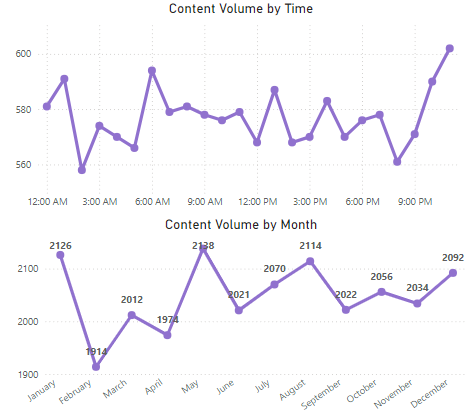 Content Volume by Time
600
580
560
12:00 AM 3:00 AM 6:00 AM 9:00 AM 12:00 PM 3:00 PM 6:00 PM 9:00 PM
Content Volume by Month
2126 2138 2114 2092
2012 1974 2021 2070 2022 2056 2034
1914
2100
2000
1900
January February March April May June July August September October November December